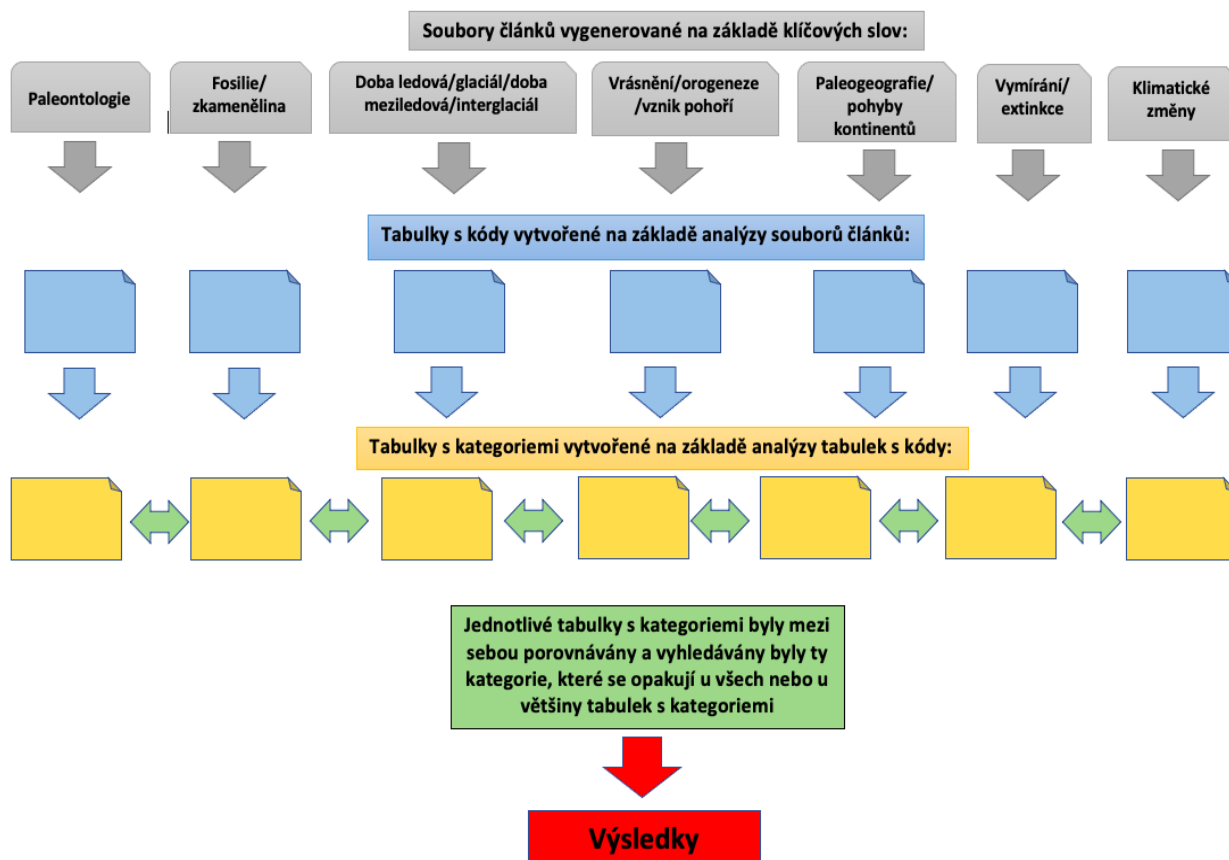 Soubory článků vygenerované na základě klíčových slov:
Paleontologie
Fosilie/
zkamenělina
Doba ledová/glaciál/doba
meziledová/interglaciál
Vrásnění/orogeneze
/vznik pohoří
Paleogeografie/
pohyby
kontinentů
Vymírání/
extinkce
Klimatické
změny
Tabulky s kódy vytvořené na základě analýzy souborů článků:
Tabulky s kategoriemi vytvořené na základě analýzy tabulek s kódy:
Jednotlivé tabulky s kategoriemi byly mezi
sebou porovnávány a vyhledávány byly ty
kategorie, které se opakují u všech nebo u
většiny tabulek s kategoriemi
Výsledky